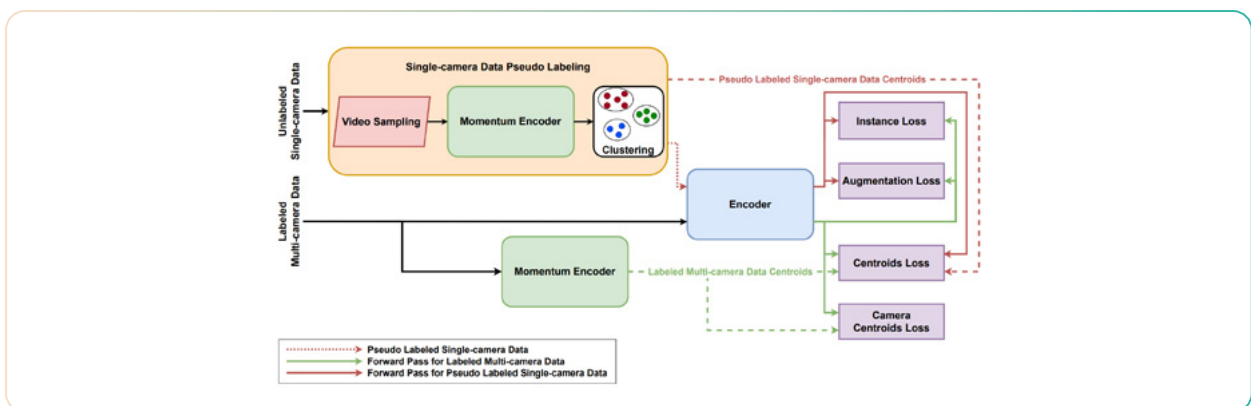 Single-camera Data Pseudo Labeling
Unlabeled
Single-camera Data
Video Sampling
Momentum Encoder
Clustering
Pseudo Labeled Single-camera Data Centroids
Instance Loss
Augmentation Loss
Encoder
Labeled
Multi-camera Data
Momentum Encoder
Labeled Multi-camera Data Centroids
Centroids Loss
Camera
Centroids Loss
Pseudo Labeled Single-camera Data
Forward Pass for Labeled Multi-camera Data
Forward Pass for Pseudo Labeled Single-camera Data